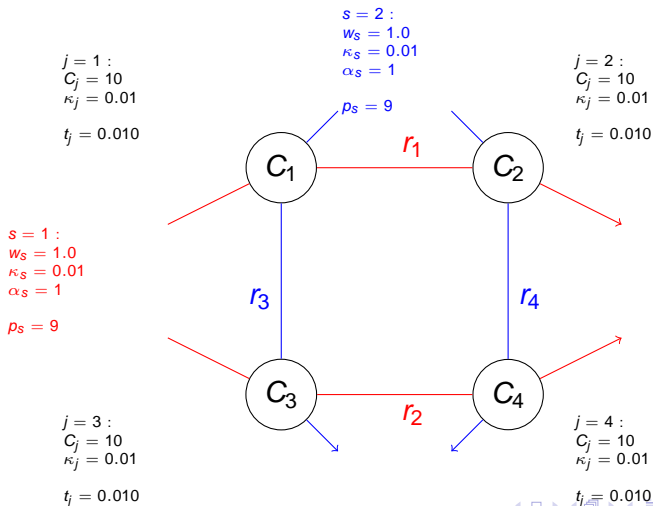 s = 2 :
w_s = 1.0
κ_s = 0.01
α_s = 1
p_s = 9
j = 1 :
C_j = 10
κ_j = 0.01
t_j = 0.010
j = 2 :
C_j = 10
κ_j = 0.01
t_j = 0.010
C_1
r_1
C_2
s = 1 :
w_s = 1.0
κ_s = 0.01
α_s = 1
p_s = 9
r_3
r_4
C_3
r_2
C_4
j = 3 :
C_j = 10
κ_j = 0.01
t_j = 0.010
j = 4 :
C_j = 10
κ_j = 0.01
t_j = 0.010